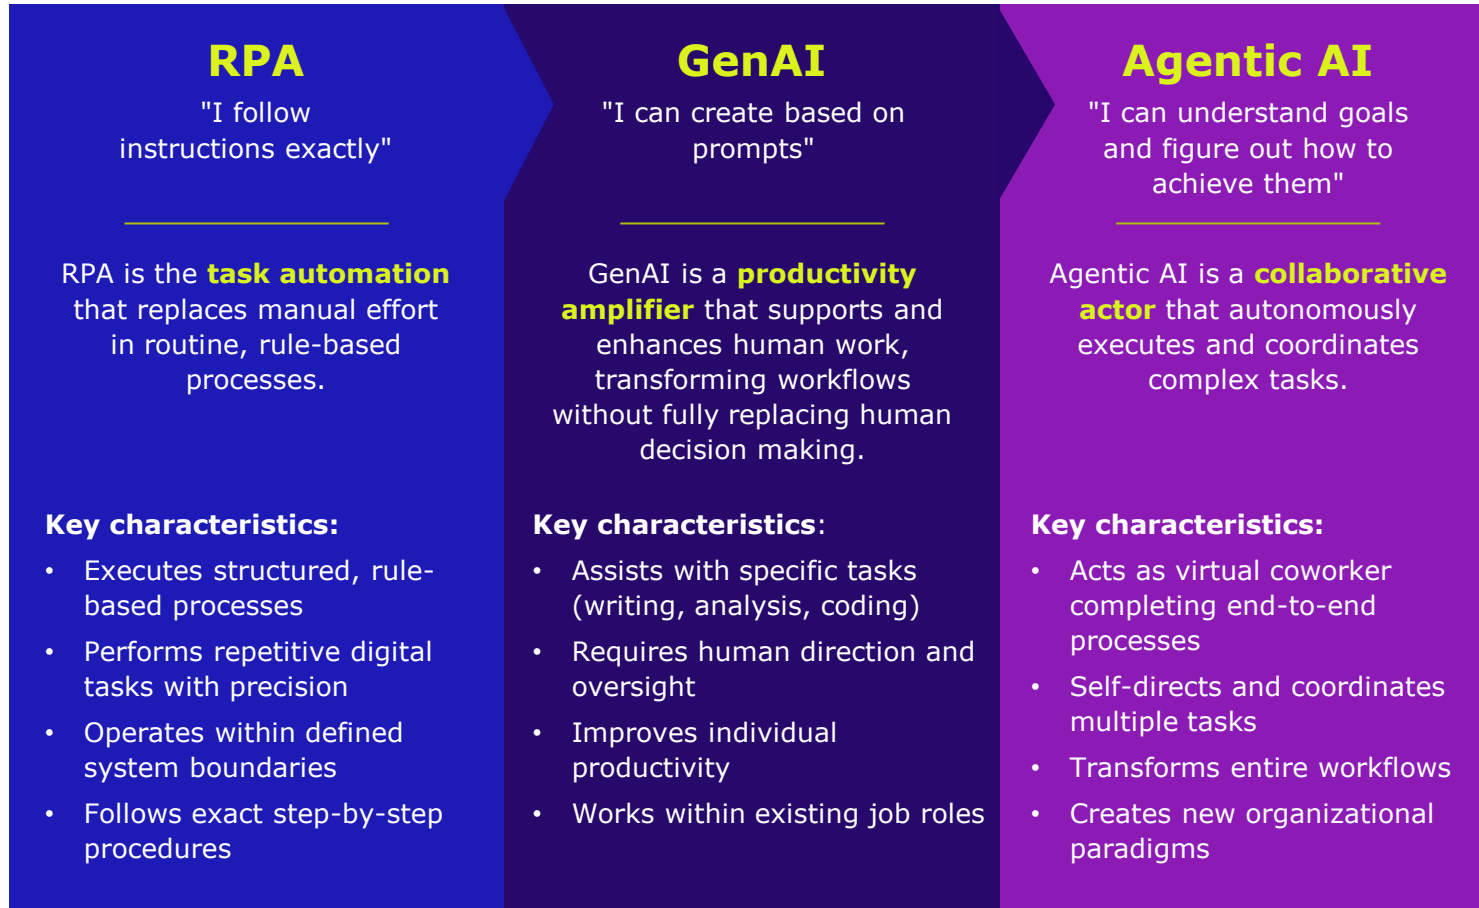 RPA
"I follow
instructions exactly"
RPA is the task automation
that replaces manual effort
in routine, rule-based
processes.
Key characteristics:
• Executes structured, rule-
based processes
• Performs repetitive digital
tasks with precision
• Operates within defined
system boundaries
• Follows exact step-by-step
procedures
GenAI
"I can create based on
prompts"
GenAI is a productivity
amplifier that supports and
enhances human work,
transforming workflows
without fully replacing human
decision making.
Key characteristics:
• Assists with specific tasks
(writing, analysis, coding)
• Requires human direction and
oversight
• Improves individual
productivity
• Works within existing job roles
Agentic AI
"I can understand goals
and figure out how to
achieve them"
Agentic AI is a collaborative
actor that autonomously
executes and coordinates
complex tasks.
Key characteristics:
• Acts as virtual coworker
completing end-to-end
processes
• Self-directs and coordinates
multiple tasks
• Transforms entire workflows
• Creates new organizational
paradigms